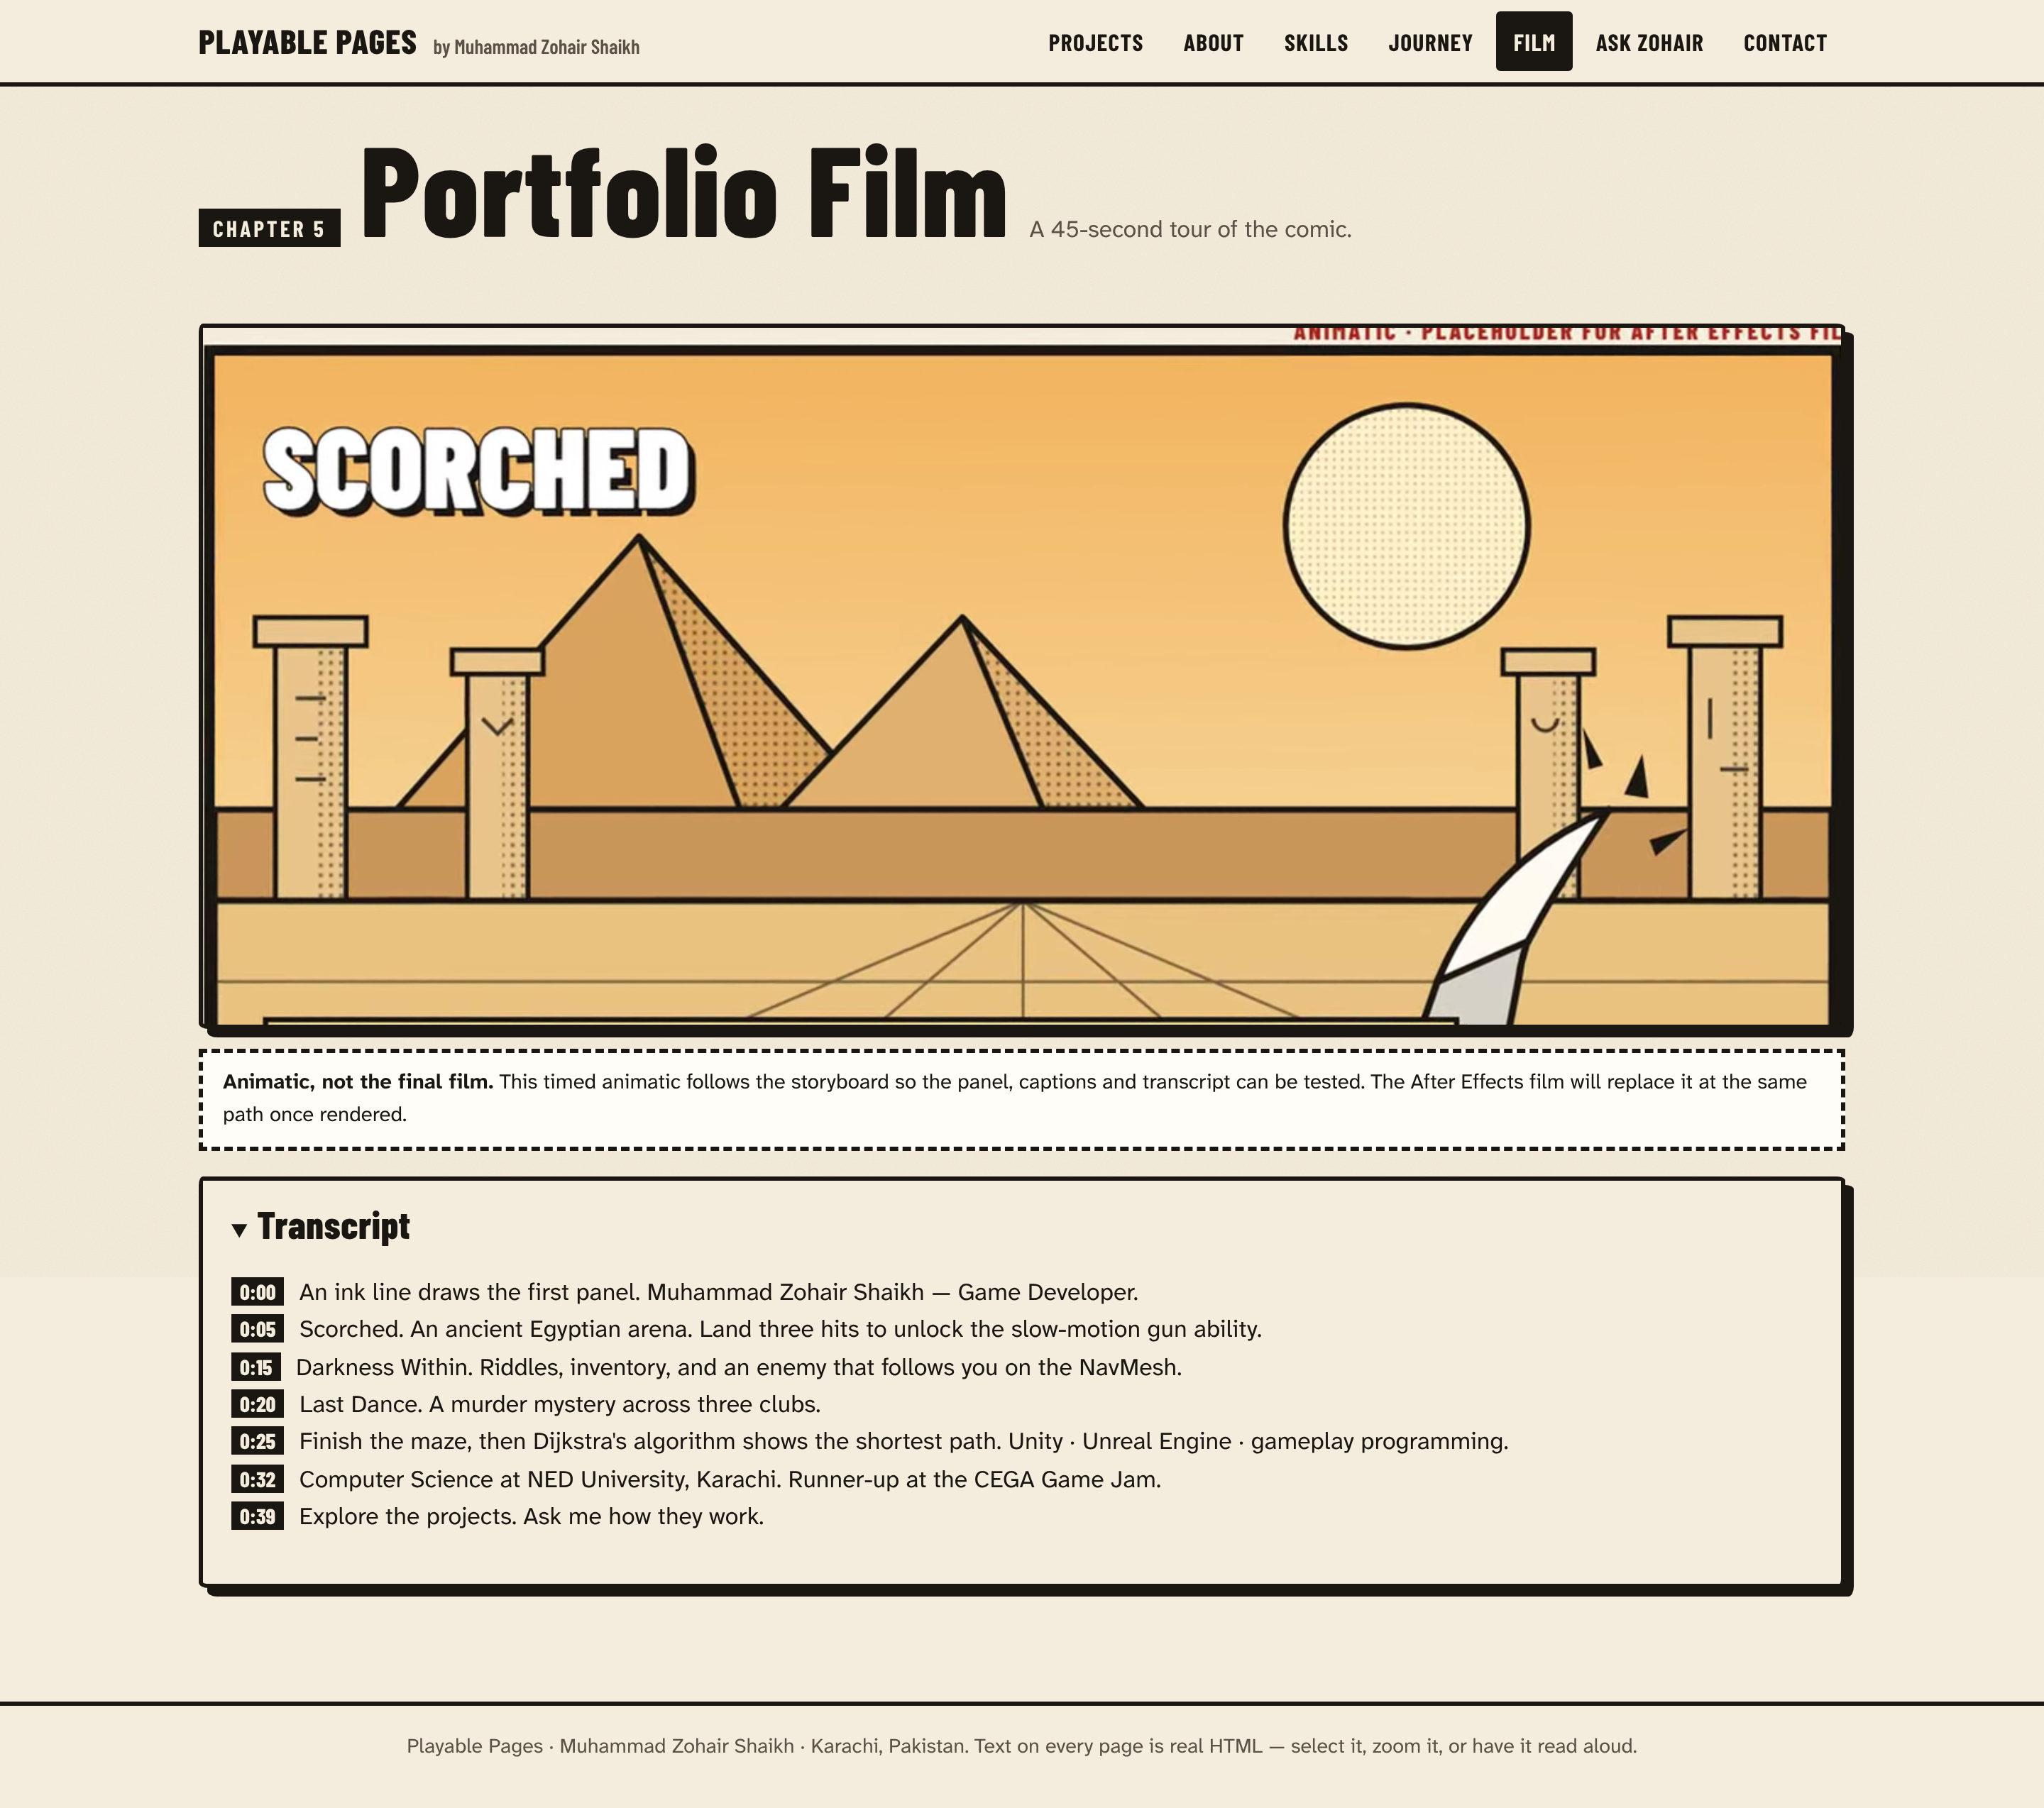 PLAYABLE PAGES by Muhammad Zohair Shaikh
PROJECTS ABOUT SKILLS JOURNEY FILM ASK ZOHAIR CONTACT
CHAPTER 5 Portfolio Film A 45-second tour of the comic.
ANIMATIC · PLACEHOLDER FOR AFTER EFFECTS FIL
SCORCHED
Animatic, not the final film. This timed animatic follows the storyboard so the panel, captions and transcript can be tested. The After Effects film will replace it at the same
path once rendered.
Transcript
0:00 An ink line draws the first panel. Muhammad Zohair Shaikh — Game Developer.
0:05 Scorched. An ancient Egyptian arena. Land three hits to unlock the slow-motion gun ability.
0:15 Darkness Within. Riddles, inventory, and an enemy that follows you on the NavMesh.
0:20 Last Dance. A murder mystery across three clubs.
0:25 Finish the maze, then Dijkstra's algorithm shows the shortest path. Unity · Unreal Engine · gameplay programming.
0:32 Computer Science at NED University, Karachi. Runner-up at the CEGA Game Jam.
0:39 Explore the projects. Ask me how they work.
Playable Pages · Muhammad Zohair Shaikh · Karachi, Pakistan. Text on every page is real HTML — select it, zoom it, or have it read aloud.